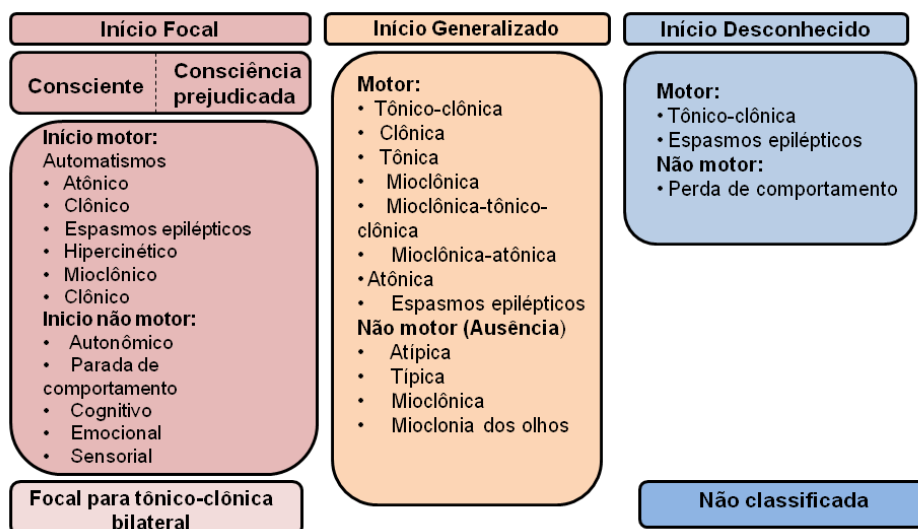 Início Focal
Consciente
Consciência
prejudicada
Início motor:
Automatismos
• Atônico
• Clônico
• Espasmos epilépticos
• Hipercinético
• Mioclônico
• Clônico
Início não motor:
• Autonômico
• Parada de
comportamento
• Cognitivo
• Emocional
• Sensorial
Focal para tônico-clônica
bilateral
Início Generalizado
Motor:
• Tônico-clônica
• Clônica
• Tônica
• Mioclônica
• Mioclônica-tônico-
clônica
• Mioclônica-atônica
• Atônica
• Espasmos epilépticos
Não motor (Ausência)
• Atípica
• Típica
• Mioclônica
• Mioclonia dos olhos
Início Desconhecido
Motor:
• Tônico-clônica
• Espasmos epilépticos
Não motor:
• Perda de comportamento
Não classificada